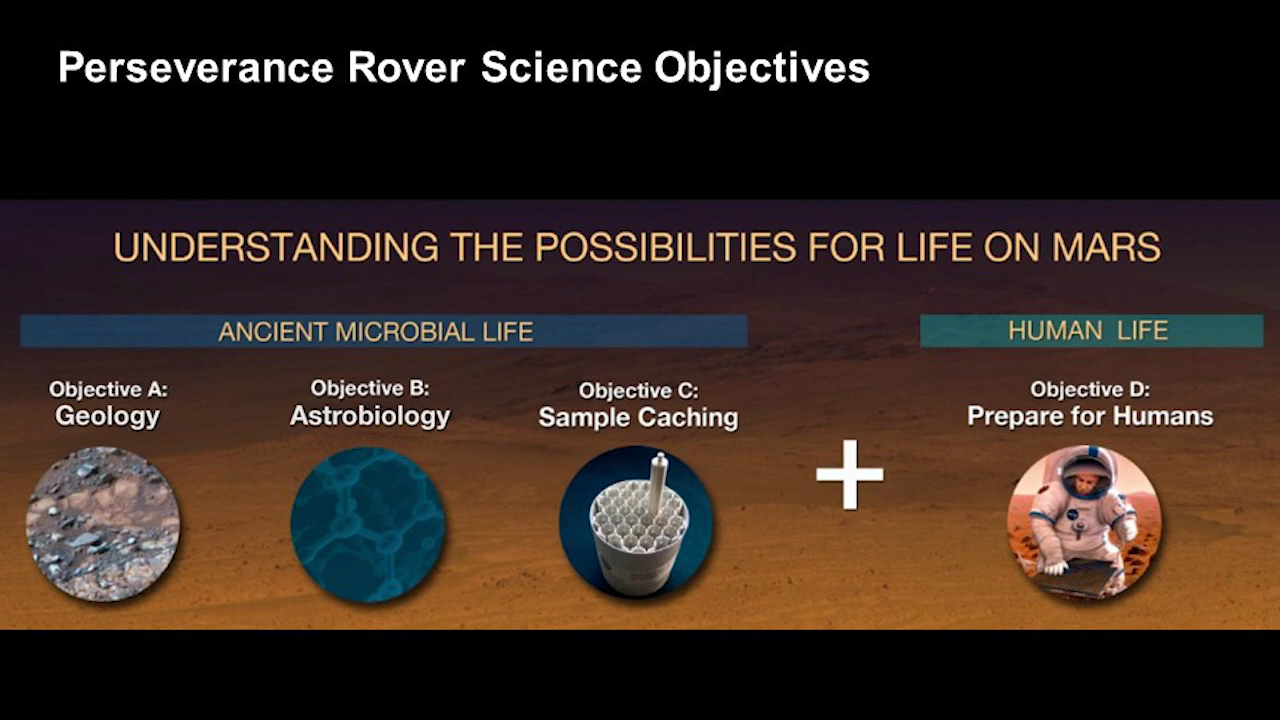 Perseverance Rover Science Objectives
UNDERSTANDING THE POSSIBILITIES FOR LIFE ON MARS
ANCIENT MICROBIAL LIFE
HUMAN LIFE
Objective A:
Geology
Objective B:
Astrobiology
Objective C:
Sample Caching
+
Objective D:
Prepare for Humans